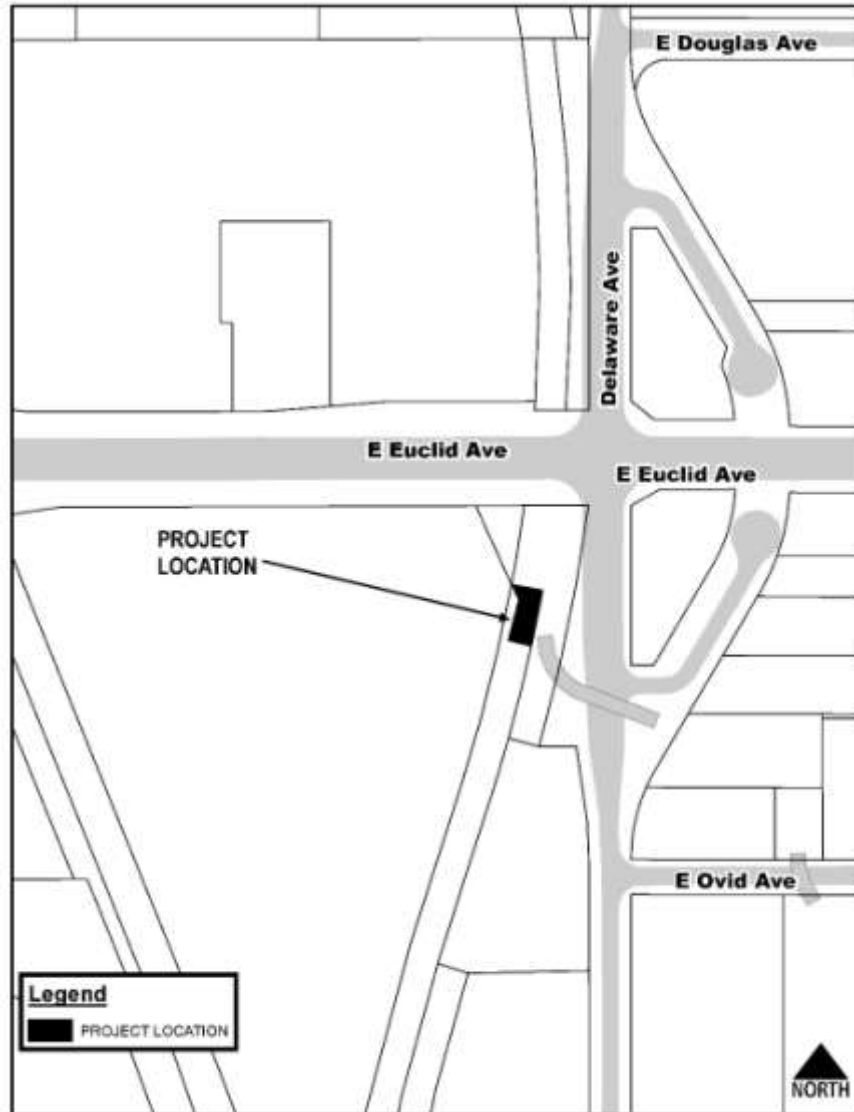 E Douglas Ave
Delaware Ave
E Euclid Ave
E Euclid Ave
PROJECT
LOCATION
E Ovid Ave
Legend
PROJECT LOCATION
NORTH